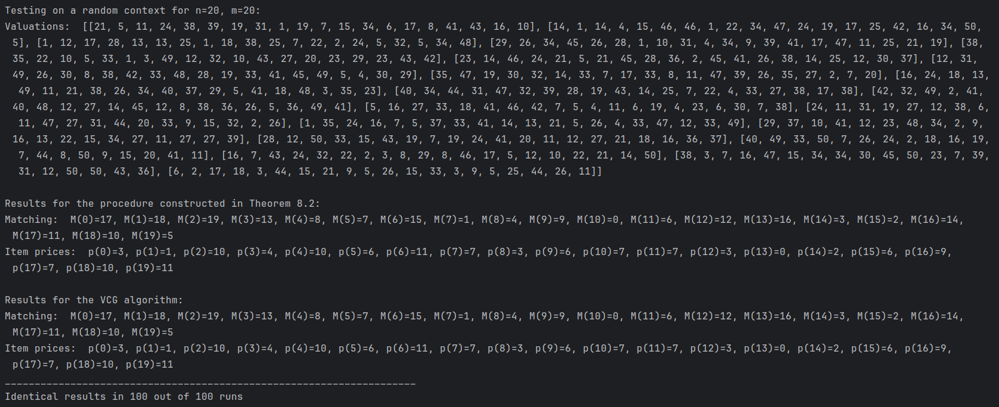 Testing on a random context for n=20, m=20:
Valuations:  [[21, 5, 11, 24, 38, 39, 19, 31, 1, 19, 7, 15, 34, 6, 17, 8, 41, 43, 16, 10], [14, 1, 14, 4, 15, 46, 46, 1, 22, 34, 47, 24, 19, 17, 25, 42, 16, 34, 50,
5], [1, 12, 17, 28, 13, 13, 25, 1, 18, 38, 25, 7, 22, 2, 24, 5, 32, 5, 34, 48], [29, 26, 34, 45, 26, 28, 1, 10, 31, 4, 34, 9, 39, 41, 17, 47, 11, 25, 21, 19], [38,
35, 22, 10, 5, 33, 1, 3, 49, 12, 32, 10, 43, 27, 20, 23, 29, 23, 43, 42], [23, 14, 46, 24, 21, 5, 21, 45, 28, 36, 2, 45, 41, 26, 38, 14, 25, 12, 30, 37], [12, 31,
49, 26, 30, 8, 38, 42, 33, 48, 28, 19, 33, 41, 45, 49, 5, 4, 30, 29], [35, 47, 19, 30, 32, 14, 33, 7, 17, 33, 8, 11, 47, 39, 26, 35, 27, 2, 7, 20], [16, 24, 18, 13,
49, 11, 21, 38, 26, 34, 40, 37, 29, 5, 41, 18, 48, 3, 35, 23], [40, 34, 44, 31, 47, 32, 39, 28, 19, 43, 14, 25, 7, 22, 4, 33, 27, 38, 17, 38], [42, 32, 49, 2, 41,
40, 48, 12, 27, 14, 45, 12, 8, 38, 36, 26, 5, 36, 49, 41], [5, 16, 27, 33, 18, 41, 46, 42, 7, 5, 4, 11, 6, 19, 4, 23, 6, 30, 7, 38], [24, 11, 31, 19, 27, 12, 38, 6,
11, 47, 27, 31, 44, 20, 33, 9, 15, 32, 2, 26], [1, 35, 24, 16, 7, 5, 37, 33, 41, 14, 13, 21, 5, 26, 4, 33, 47, 12, 33, 49], [29, 37, 10, 41, 12, 23, 48, 34, 2, 9,
16, 13, 22, 15, 34, 27, 11, 27, 27, 39], [28, 12, 50, 33, 15, 43, 19, 7, 19, 24, 41, 20, 11, 12, 27, 21, 18, 16, 36, 37], [40, 49, 33, 50, 7, 26, 24, 2, 18, 16, 19,
7, 44, 8, 50, 9, 15, 20, 41, 11], [16, 7, 43, 24, 32, 22, 2, 3, 8, 29, 8, 46, 17, 5, 12, 10, 22, 21, 14, 50], [38, 3, 7, 16, 47, 15, 34, 34, 30, 45, 50, 23, 7, 39,
31, 12, 50, 50, 43, 36], [6, 2, 17, 18, 3, 44, 15, 21, 9, 5, 26, 15, 33, 3, 9, 5, 25, 44, 26, 11]]
Results for the procedure constructed in Theorem 8.2:
Matching:  M(0)=17, M(1)=18, M(2)=19, M(3)=13, M(4)=8, M(5)=7, M(6)=15, M(7)=1, M(8)=4, M(9)=9, M(10)=0, M(11)=6, M(12)=12, M(13)=16, M(14)=3, M(15)=2, M(16)=14,
M(17)=11, M(18)=10, M(19)=5
Item prices:  p(0)=3, p(1)=1, p(2)=10, p(3)=4, p(4)=10, p(5)=6, p(6)=11, p(7)=7, p(8)=3, p(9)=6, p(10)=7, p(11)=7, p(12)=3, p(13)=0, p(14)=2, p(15)=6, p(16)=9,
p(17)=7, p(18)=10, p(19)=11
Results for the VCG algorithm:
Matching:  M(0)=17, M(1)=18, M(2)=19, M(3)=13, M(4)=8, M(5)=7, M(6)=15, M(7)=1, M(8)=4, M(9)=9, M(10)=0, M(11)=6, M(12)=12, M(13)=16, M(14)=3, M(15)=2, M(16)=14,
M(17)=11, M(18)=10, M(19)=5
Item prices:  p(0)=3, p(1)=1, p(2)=10, p(3)=4, p(4)=10, p(5)=6, p(6)=11, p(7)=7, p(8)=3, p(9)=6, p(10)=7, p(11)=7, p(12)=3, p(13)=0, p(14)=2, p(15)=6, p(16)=9,
p(17)=7, p(18)=10, p(19)=11
_____________________________________________________________________
Identical results in 100 out of 100 runs